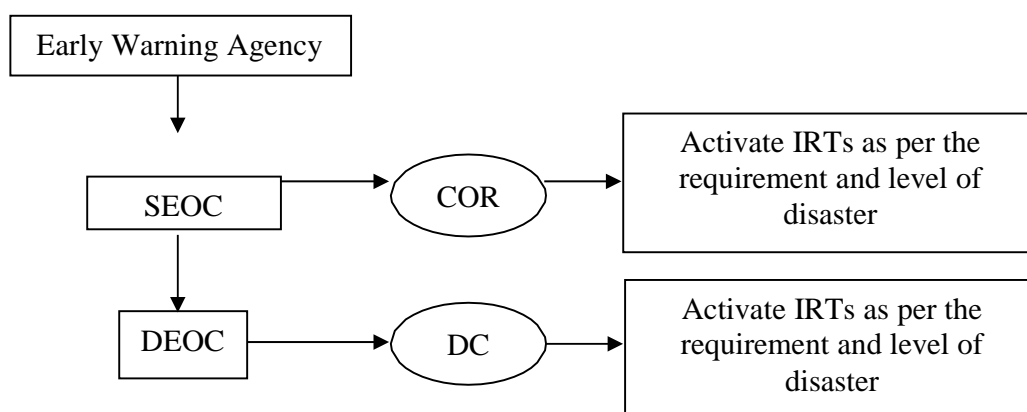 Early Warning Agency
SEOC
COR
Activate IRTs as per the
requirement and level of
disaster
DEOC
DC
Activate IRTs as per the
requirement and level of
disaster